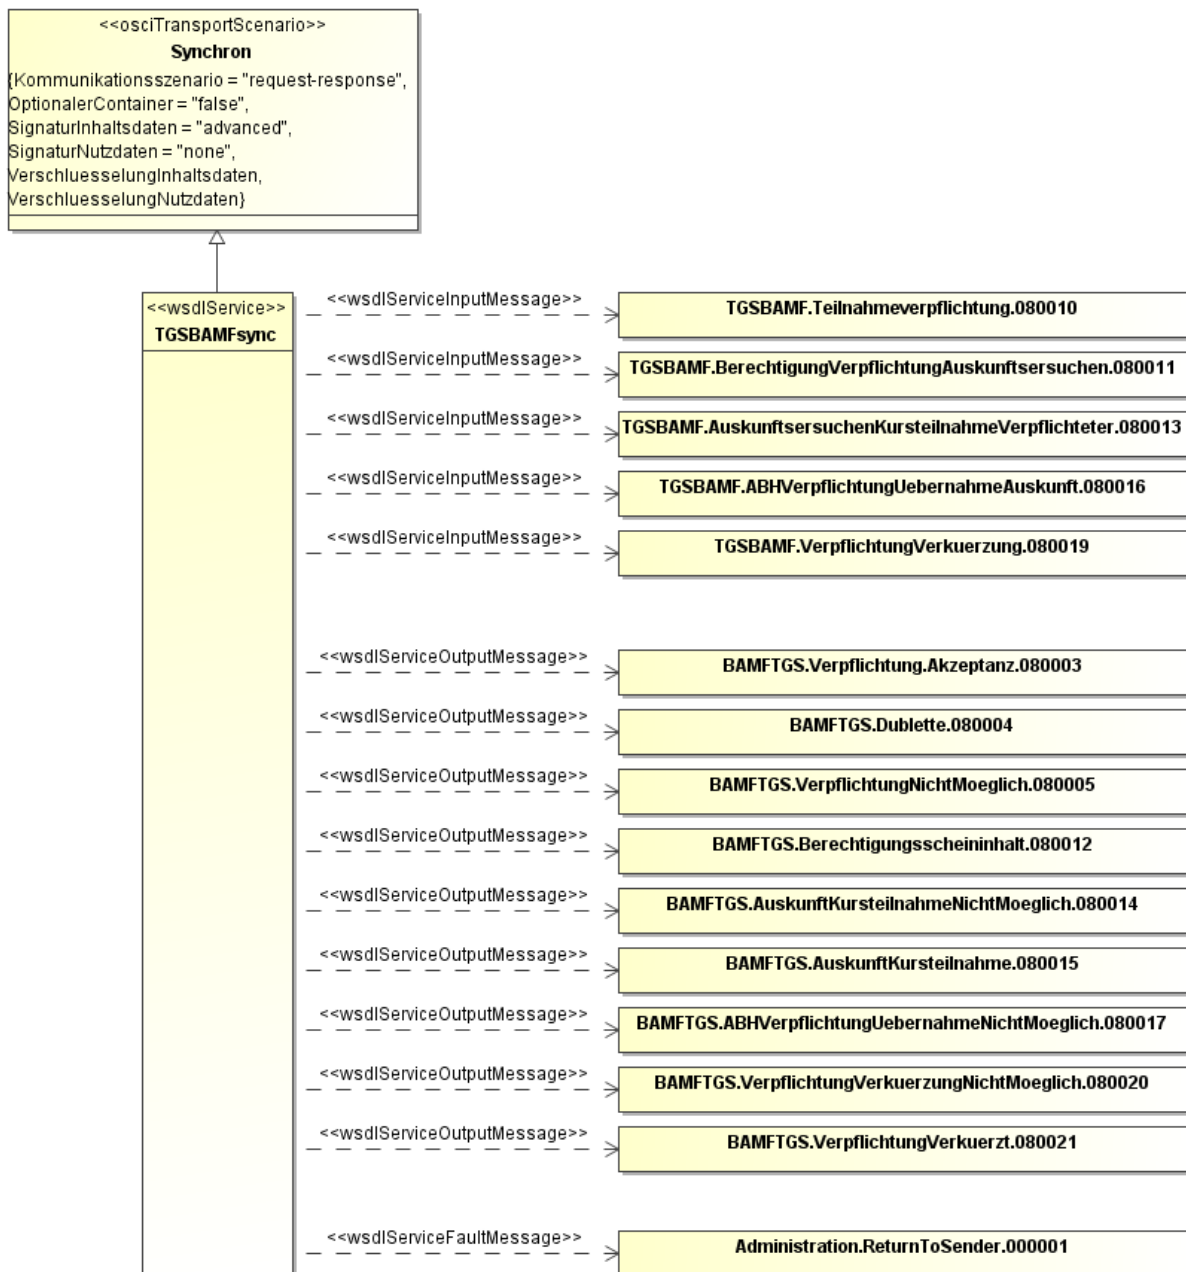 <<osciTransportScenario>>
Synchron
{Kommunikationsszenario = "request-response",
OptionalerContainer = "false",
SignaturInhaltsdaten = "advanced",
SignaturNutzdaten = "none",
VerschluesselungInhaltsdaten,
VerschluesselungNutzdaten}
<<wsdlService>>
TGSBAMFsync
<<wsdlServiceInputMessage>>
TGSBAMF.Teilnahmeverpflichtung.080010
<<wsdlServiceInputMessage>>
TGSBAMF.BerechtigungVerpflichtungAuskunftsersuchen.080011
<<wsdlServiceInputMessage>>
TGSBAMF.AuskunftsersuchenKursteilnahmeVerpflichteter.080013
<<wsdlServiceInputMessage>>
TGSBAMF.ABHVerpflichtungUebernahmeAuskunft.080016
<<wsdlServiceInputMessage>>
TGSBAMF.VerpflichtungVerkuerzung.080019
<<wsdlServiceOutputMessage>>
BAMFTGS.Verpflichtung.Akzeptanz.080003
<<wsdlServiceOutputMessage>>
BAMFTGS.Dublette.080004
<<wsdlServiceOutputMessage>>
BAMFTGS.VerpflichtungNichtMoeglich.080005
<<wsdlServiceOutputMessage>>
BAMFTGS.Berechtigungsscheininhalt.080012
<<wsdlServiceOutputMessage>>
BAMFTGS.AuskunftKursteilnahmeNichtMoeglich.080014
<<wsdlServiceOutputMessage>>
BAMFTGS.AuskunftKursteilnahme.080015
<<wsdlServiceOutputMessage>>
BAMFTGS.ABHVerpflichtungUebernahmeNichtMoeglich.080017
<<wsdlServiceOutputMessage>>
BAMFTGS.VerpflichtungVerkuerzungNichtMoeglich.080020
<<wsdlServiceOutputMessage>>
BAMFTGS.VerpflichtungVerkuerzt.080021
<<wsdlServiceFaultMessage>>
Administration.ReturnToSender.000001